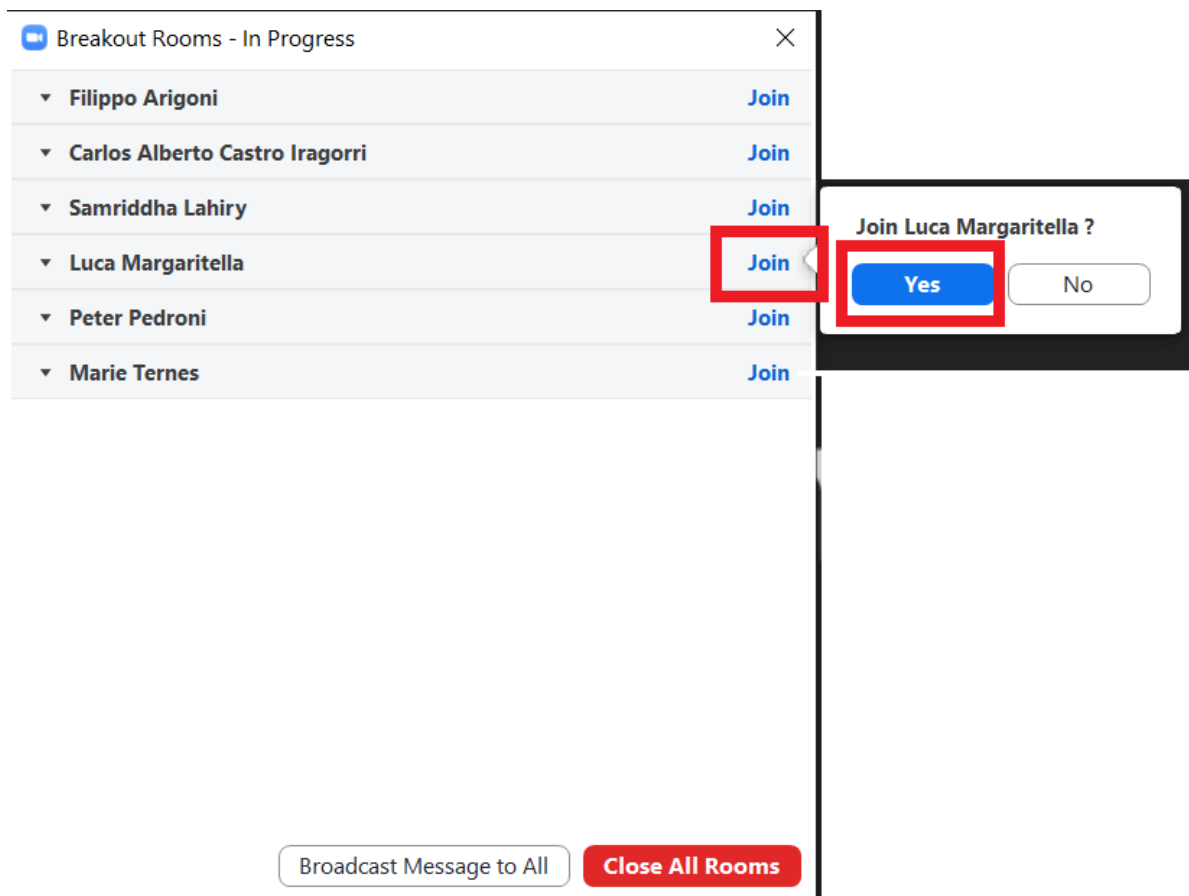 Breakout Rooms - In Progress
Filippo Arigoni Join
Carlos Alberto Castro Iragorri Join
Samriddha Lahiry Join
Luca Margaritella Join
Peter Pedroni Join
Marie Ternes Join
Join Luca Margaritella ?
Yes No
Broadcast Message to All Close All Rooms